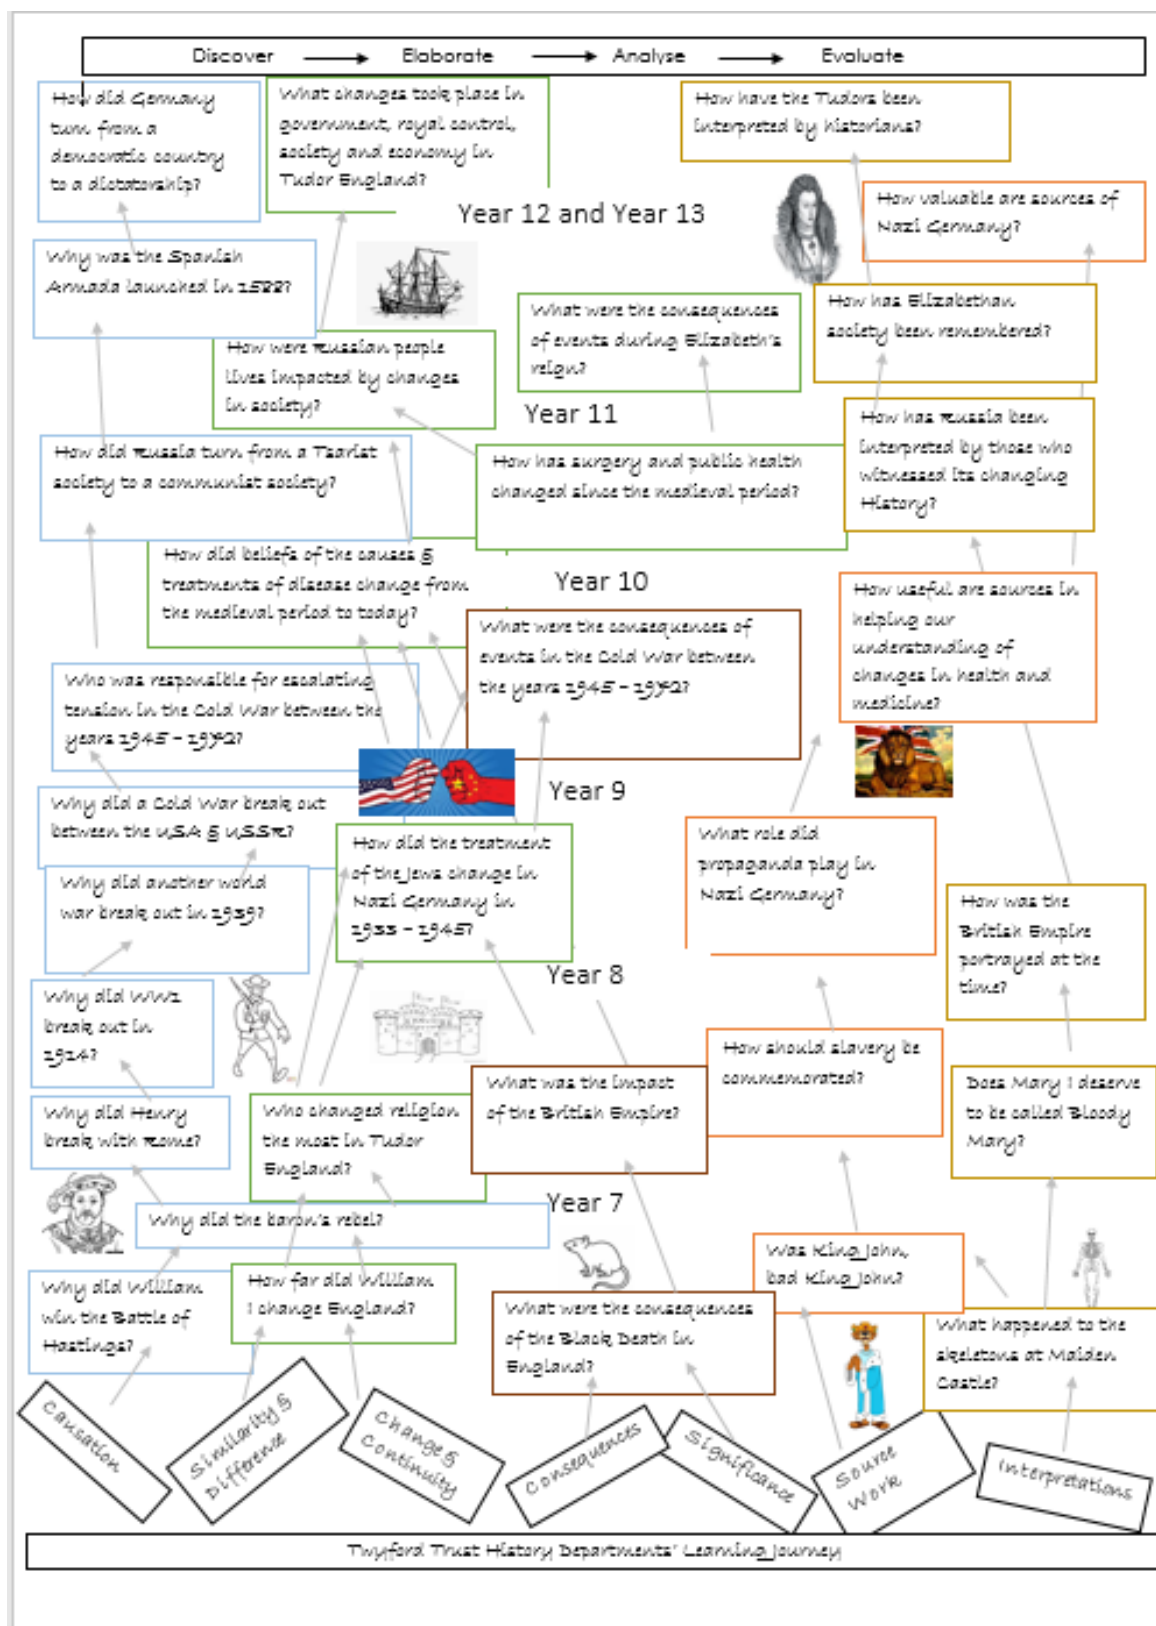 Discover
Elaborate
Analyse
Evaluate
How did Germany
turn from a
democratic country
to a dictatorship?
What changes took place in
government, royal control,
society and economy in
Tudor England?
How have the Tudors been
interpreted by historians?
Year 12 and Year 13
How valuable are sources of
Nazi Germany?
Why was the Spanish
Armada launched in 1588?
What were the consequences
of events during Elizabeth's
reign?
How has Elizabethan
society been remembered?
How were Russian people
lives impacted by changes
in society?
Year 11
How has Russia been
interpreted by those who
witnessed its changing
History?
How did Russia turn from a Tsarist
society to a communist society?
How has surgery and public health
changed since the medieval period?
How did beliefs of the causes &
treatments of disease change from
the medieval period to today?
Year 10
How useful are sources in
helping our
understanding of
changes in health and
medicine?
What were the consequences of
events in the Cold War between
the years 1945 - 1992?
Who was responsible for escalating
tension in the Cold War between the
years 1945 - 1992?
Year 9
Why did a Cold War break out
between the USA & USSR?
How did the treatment
of the Jews change in
Nazi Germany in
1933 - 1945?
What role did
propaganda play in
Nazi Germany?
Why did another world
war break out in 1939?
How was the
British Empire
portrayed at the
time?
Year 8
Why did WW1
break out in
1914?
How should slavery be
commemorated?
What was the impact
of the British Empire?
Does Mary I deserve
to be called Bloody
Mary?
Why did Henry
break with Rome?
Who changed religion
the most in Tudor
England?
Year 7
Why did the baron's rebel?
Was King John,
bad King John?
Why did William
win the Battle of
Hastings?
How far did William
I change England?
What were the consequences
of the Black Death in
England?
What happened to the
skeletons at Maiden
Castle?
Causation
Similarity &
Difference
Change &
Continuity
Consequences
Significance
Source
Work
Interpretations
Twyford Trust History Departments' Learning Journey